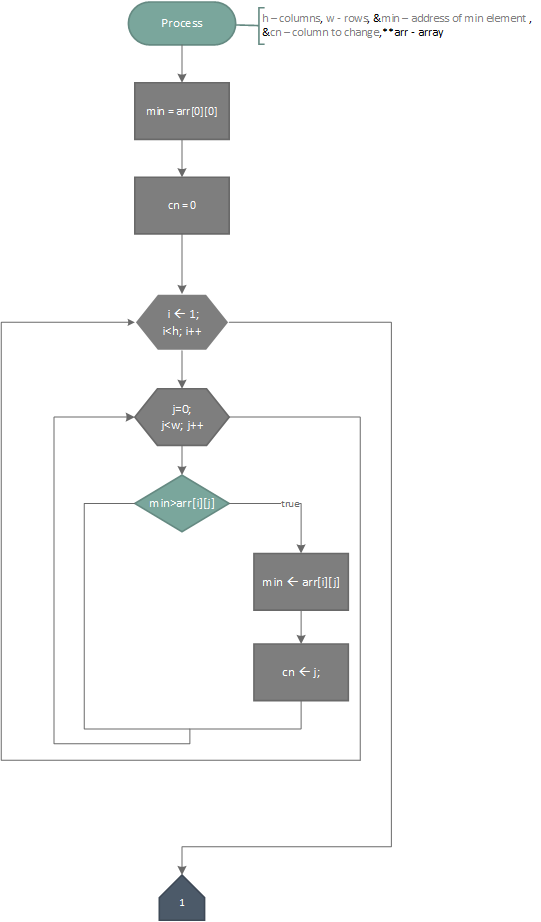 Process
h – columns, w - rows, &min – address of min element ,
&cn – column to change,**arr - array
min = arr[0][0]
cn = 0
i ← 1;
i<h; i++
j=0;
j<w; j++
min>arr[i][j]
true
min ← arr[i][j]
cn ← j;
1